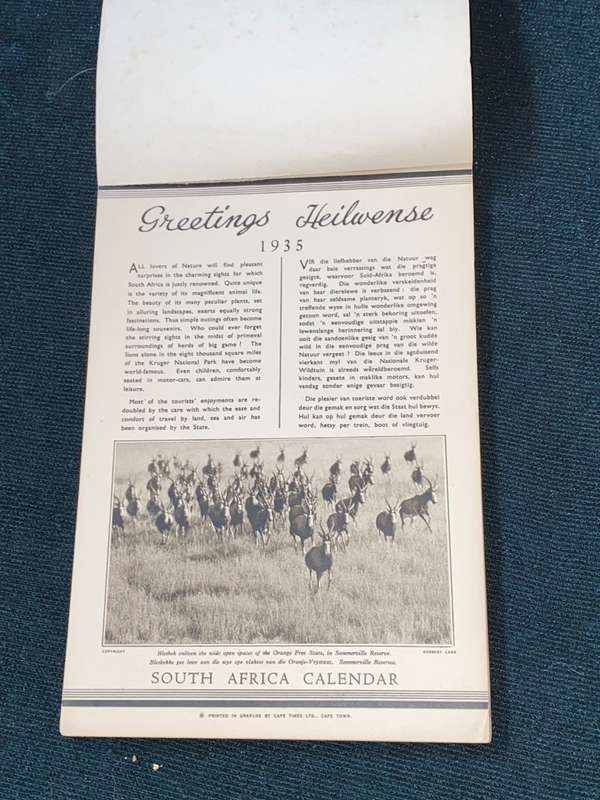 Greetings Heilwense
1935
ALL lovers of Nature will find pleasant
surprises in the charming sights for which
South Africa is justly renowned. Quite unique
is the variety of its magnificent animal life.
The beauty of its many peculiar plants, set
in alluring landscapes, exerts equally strong
fascinations. Thus simple outings often become
life-long souvenirs. Who could ever forget
the stirring sights in the midst of primeval
surroundings of herds of big game? The
lions alone in the eight thousand square miles
of the Kruger National Park have become
world-famous. Even children, comfortably
seated in motor-cars, can admire them at
leisure.
Most of the tourists' enjoyments are re-
doubled by the care with which the ease and
comfort of travel by land, sea and air has
been organised by the State.
VIR die liefhebber van die Natuur wag
daar baie verrassings wat die pragtige
gesigte, waarvoor Suid-Afrika beroemd is,
regverdig. Die wonderlike verskeidenheid
van haar dierelewe is verbasend: die prag
van haar seldsame planteryk, wat op so 'n
treffende wyse in hulle wonderlike omgewing
getoon word, sal 'n sterk bekoring uitoefen,
sodat 'n eenvoudige uitstappie misklen 'n
lewenslange herinnering sal bly. Wie kan
ooit die aandoenlike gesig van 'n groot kudde
wild in die eenvoudige prag van die wilde
Natuur vergeet? Die leeus in die agtduisend
vierkant myl van die Nasionale Kruger-
Wildtuin is alreeds wêreldberoemd. Selfs
kinders, gesete in maklike motors, kan hul
vandag sonder enige gevaar besigtig.
Die plesier van toeriste word ook verdubbel
deur die gemak en sorg wat die Staat hul bewys.
Hul kan op hul gemak deur die land vervoer
word, hetsy per trein, boot of vliegtuig.
COPYRIGHT
Blesbok enliven the wide open spaces of the Orange Free State, in Sommerville Reserve.
Blesbokke gee lewe aan die wye ope vlaktes van die Oranje-Vrystaat. Sommerville Reserve.
SOUTH AFRICA CALENDAR
PRINTED IN GRAVURE BY CAPE TIMES LTD., CAPE TOWN.